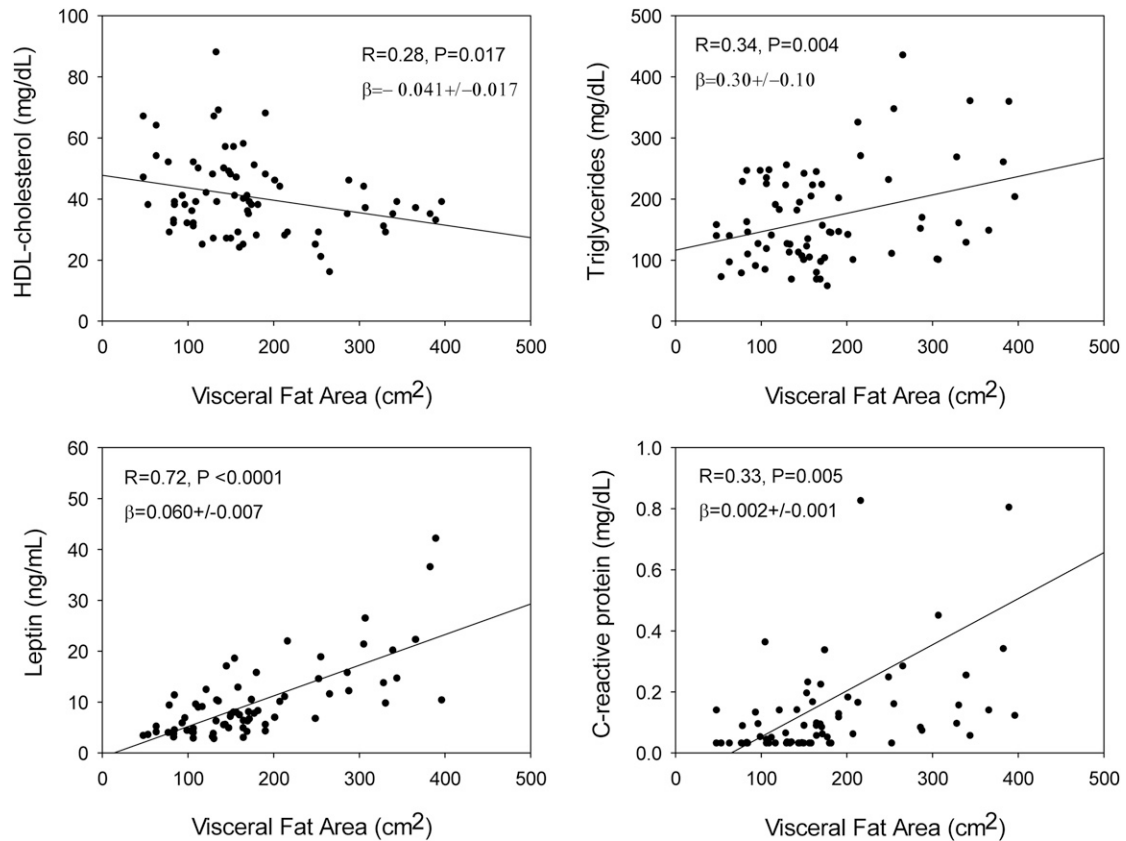 100
80
60
40
20
0
HDL-cholesterol (mg/dL)
R=0.28, P=0.017
β=− 0.041+/−0.017
0 100 200 300 400 500
Visceral Fat Area (cm²)
500
400
300
200
100
0
Triglycerides (mg/dL)
R=0.34, P=0.004
β=0.30+/−0.10
0 100 200 300 400 500
Visceral Fat Area (cm²)
60
50
40
30
20
10
0
Leptin (ng/mL)
R=0.72, P <0.0001
β=0.060+/-0.007
0 100 200 300 400 500
Visceral Fat Area (cm²)
1.0
0.8
0.6
0.4
0.2
0.0
C-reactive protein (mg/dL)
R=0.33, P=0.005
β=0.002+/-0.001
0 100 200 300 400 500
Visceral Fat Area (cm²)